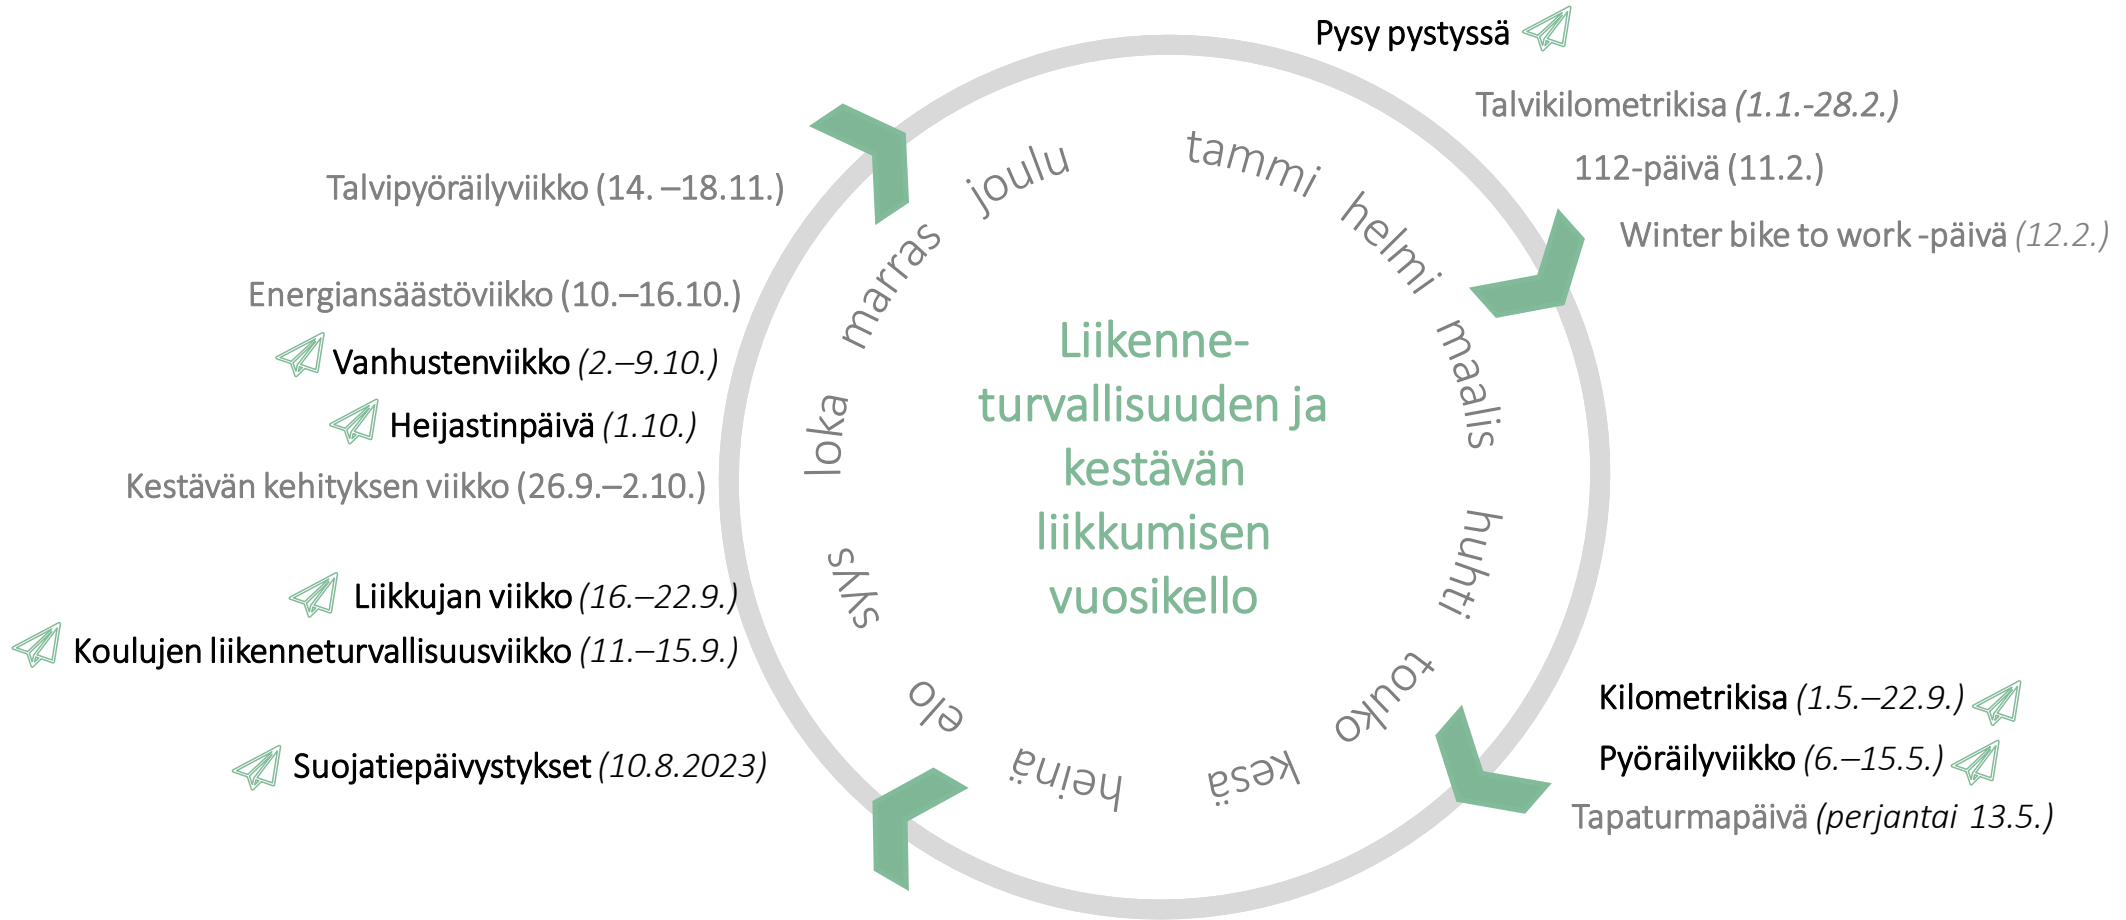 Pysy pystyssä
Talvikilometrikisa (1.1.-28.2.)
112-päivä (11.2.)
Winter bike to work -päivä (12.2.)
Kilometrikisa (1.5.–22.9.)
Pyöräilyviikko (6.–15.5.)
Tapaturmapäivä (perjantai 13.5.)
Suojatiepäivystykset (10.8.2023)
Koulujen liikenneturvallisuusviikko (11.–15.9.)
Liikkujan viikko (16.–22.9.)
Kestävän kehityksen viikko (26.9.–2.10.)
Heijastinpäivä (1.10.)
Vanhustenviikko (2.–9.10.)
Energiansäästöviikko (10.–16.10.)
Talvipyöräilyviikko (14. –18.11.)
tammi
helmi
maalis
huhti
touko
kesä
heinä
elo
syys
loka
marras
joulu
Liikenne-
turvallisuuden ja
kestävän
liikkumisen
vuosikello